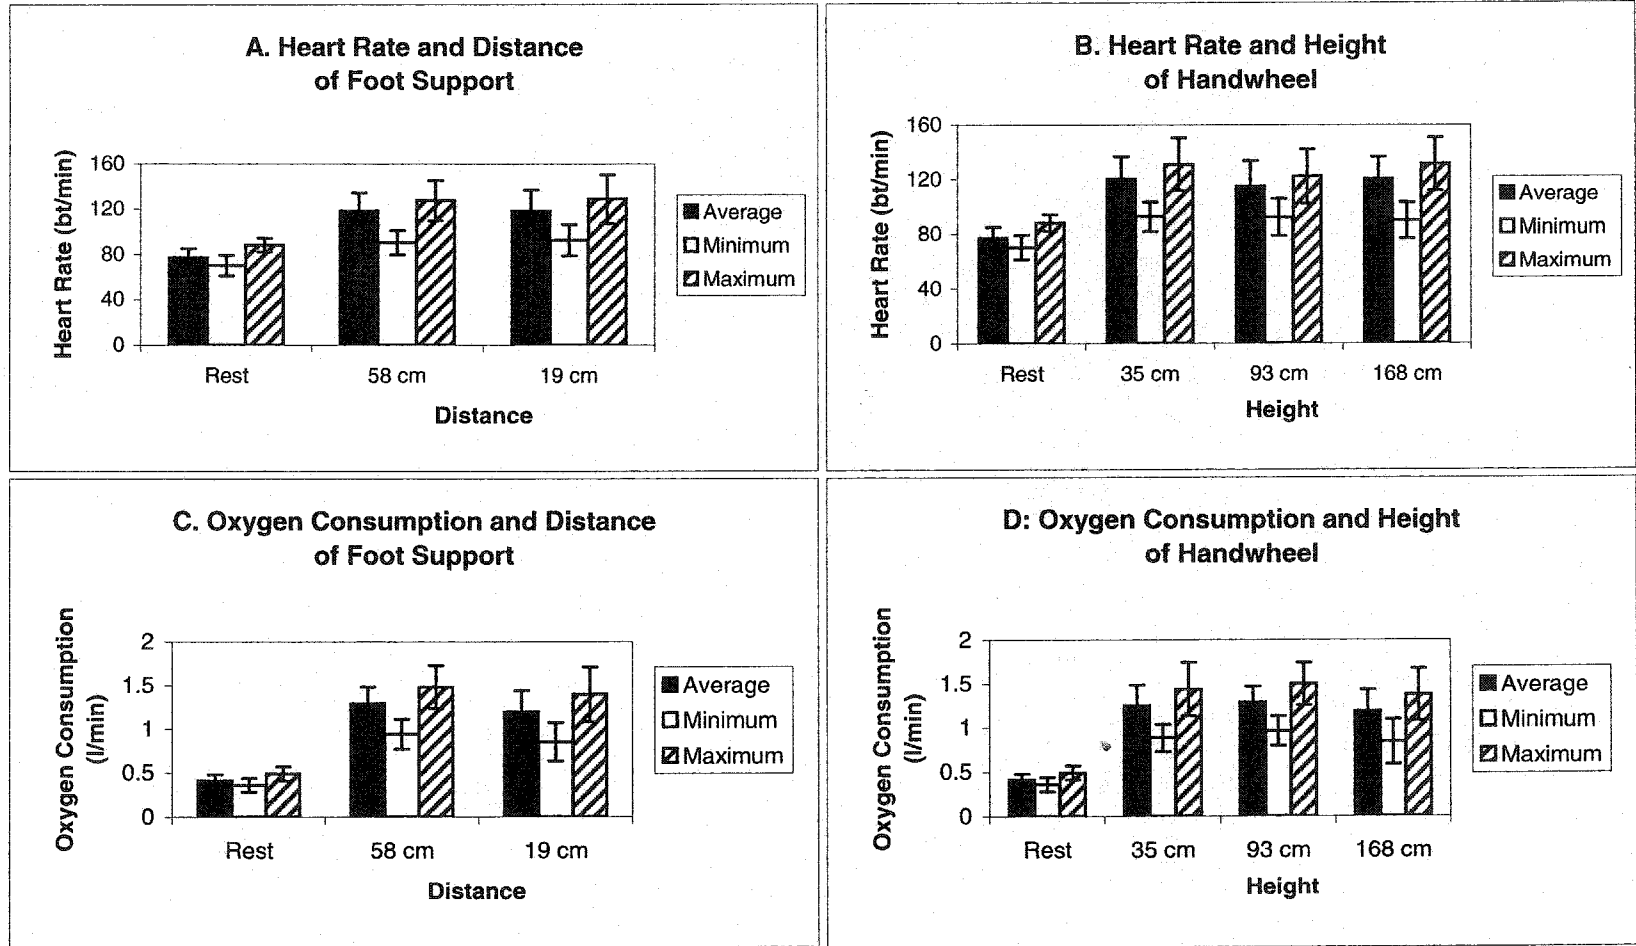 A. Heart Rate and Distance
of Foot Support
Heart Rate (bt/min)
160
120
80
40
0
Rest
58 cm
19 cm
Distance
Average
Minimum
Maximum
B. Heart Rate and Height
of Handwheel
Heart Rate (bt/min)
160
120
80
40
0
Rest
35 cm
93 cm
168 cm
Height
Average
Minimum
Maximum
C. Oxygen Consumption and Distance
of Foot Support
Oxygen Consumption
(l/min)
2
1.5
1
0.5
0
Rest
58 cm
19 cm
Distance
Average
Minimum
Maximum
D: Oxygen Consumption and Height
of Handwheel
Oxygen Consumption
(l/min)
2
1.5
1
0.5
0
Rest
35 cm
93 cm
168 cm
Height
Average
Minimum
Maximum